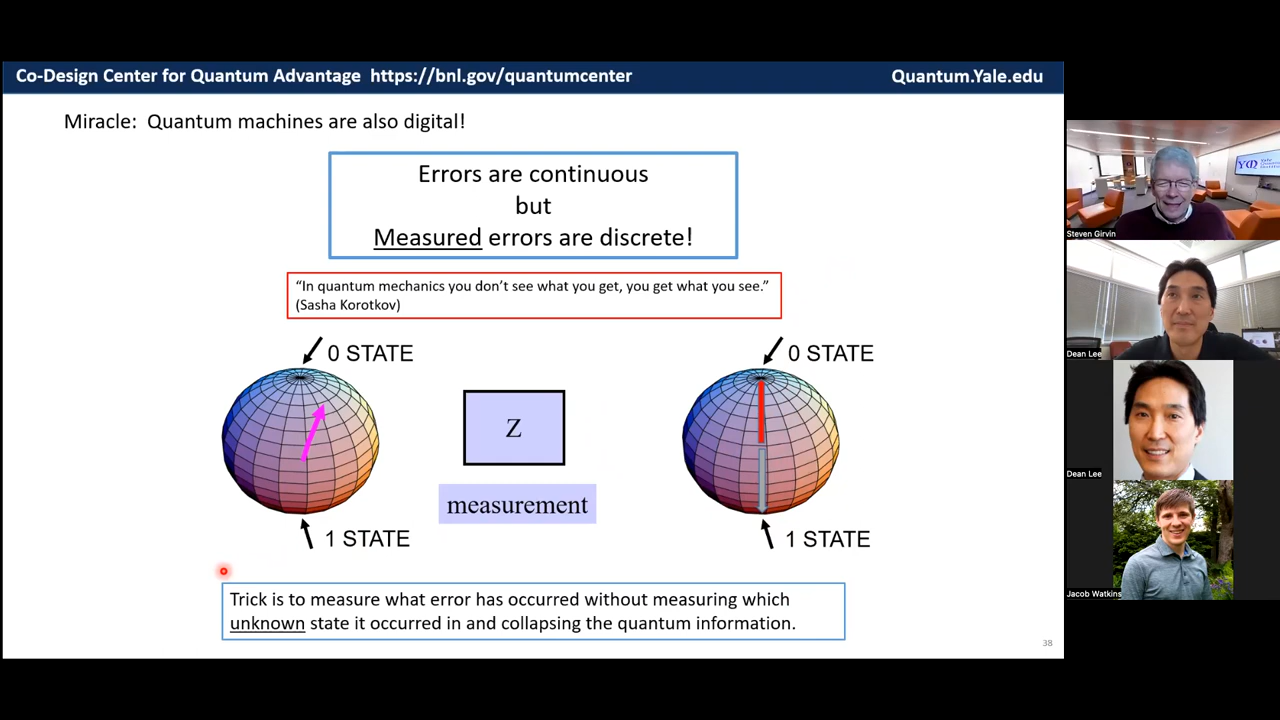 Co-Design Center for Quantum Advantage https://bnl.gov/quantumcenter
Quantum.Yale.edu
Miracle: Quantum machines are also digital!
Errors are continuous
but
Measured errors are discrete!
“In quantum mechanics you don’t see what you get, you get what you see.”
(Sasha Korotkov)
0 STATE
0 STATE
Z
measurement
1 STATE
1 STATE
Trick is to measure what error has occurred without measuring which
unknown state it occurred in and collapsing the quantum information.
38
Steven Girvin
Dean Lee
Dean Lee
Jacob Watkins